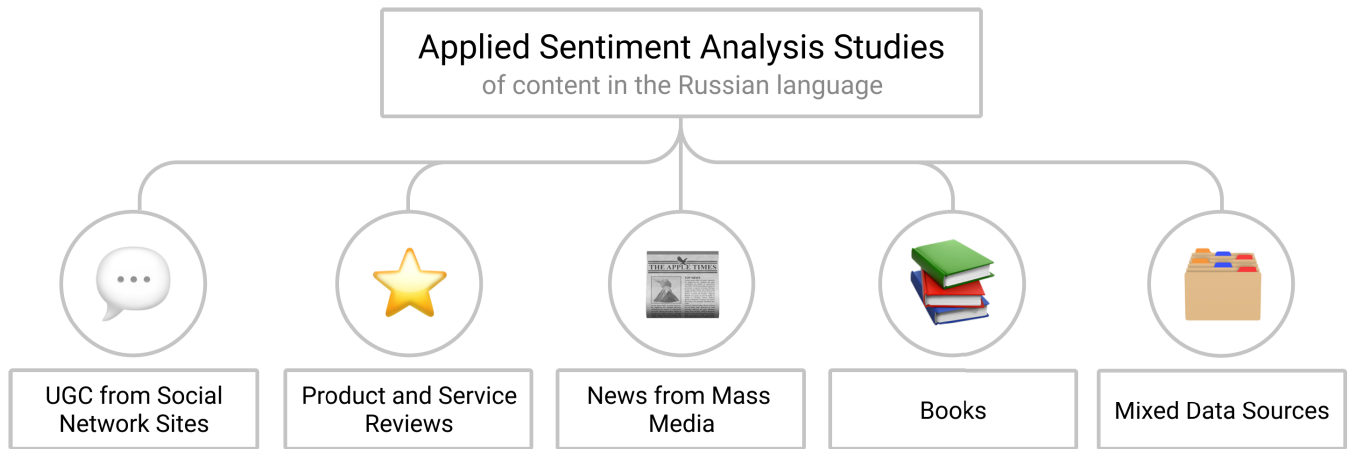 Applied Sentiment Analysis Studies
of content in the Russian language
THE APPLE TIMES
UGC from Social
Network Sites
Product and Service
Reviews
News from Mass
Media
Books
Mixed Data Sources